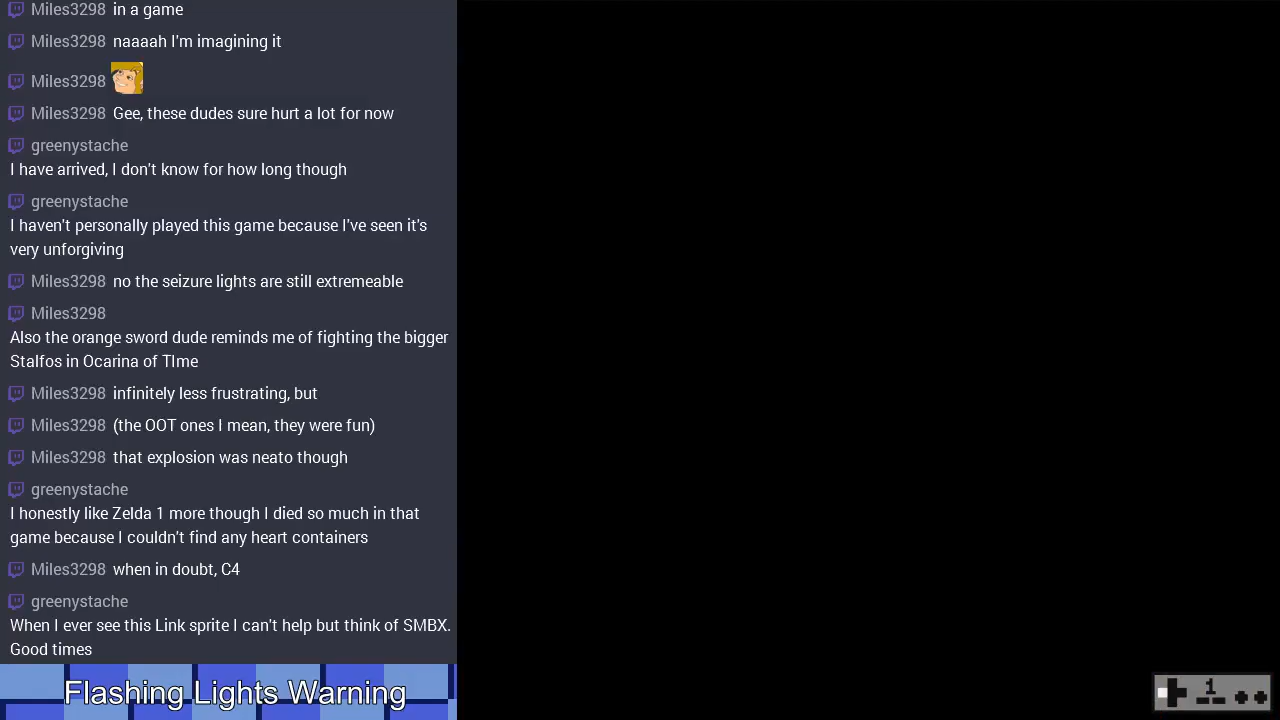 Miles3298 in a game
Miles3298 naaaah I'm imagining it
Miles3298
Miles3298 Gee, these dudes sure hurt a lot for now
greenystache
I have arrived, I don't know for how long though
greenystache
I haven't personally played this game because I've seen it's
very unforgiving
Miles3298 no the seizure lights are still extremeable
Miles3298
Also the orange sword dude reminds me of fighting the bigger
Stalfos in Ocarina of TIme
Miles3298 infinitely less frustrating, but
Miles3298 (the OOT ones I mean, they were fun)
Miles3298 that explosion was neato though
greenystache
I honestly like Zelda 1 more though I died so much in that
game because I couldn't find any heart containers
Miles3298 when in doubt, C4
greenystache
When I ever see this Link sprite I can't help but think of SMBX.
Good times
Flashing Lights Warning
1